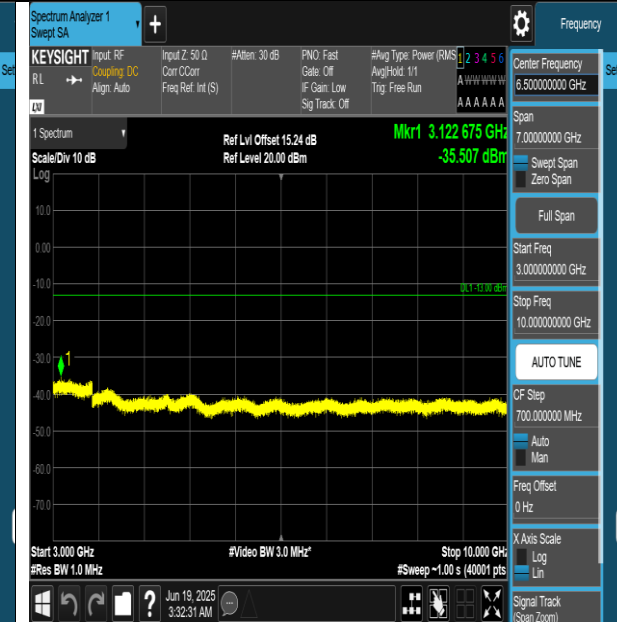 Spectrum Analyzer 1
Swept SA
+
Frequency
Set
Se
KEYSIGHT
RL
LXI
Input: RF
Coupling: DC
Align: Auto
Input Z: 50 Ω
Corr CCorr
Freq Ref: Int (S)
#Atten: 30 dB
PNO: Fast
Gate: Off
IF Gain: Low
Sig Track: Off
#Avg Type: Power (RMS
Avg|Hold: 1/1
Trig: Free Run
1 2 3 4 5 6
A W W W W W
A A A A A A
1 Spectrum
Scale/Div 10 dB
Log
Ref Lvl Offset 15.24 dB
Ref Level 20.00 dBm
Mkr1 3.122 675 GHz
-35.507 dBm
10.0
0.00
-10.0
-20.0
-30.0
-40.0
-50.0
-60.0
-70.0
DL1 -13.00 dBm
1
Start 3.000 GHz
#Res BW 1.0 MHz
#Video BW 3.0 MHz*
Stop 10.000 GHz
#Sweep ~1.00 s (40001 pts
Jun 19, 2025
3:32:31 AM
?
Center Frequency
6.500000000 GHz
Span
7.00000000 GHz
Swept Span
Zero Span
Full Span
Start Freq
3.000000000 GHz
Stop Freq
10.000000000 GHz
AUTO TUNE
CF Step
700.000000 MHz
Auto
Man
Freq Offset
0 Hz
X Axis Scale
Log
Lin
Signal Track
(Span Zoom)